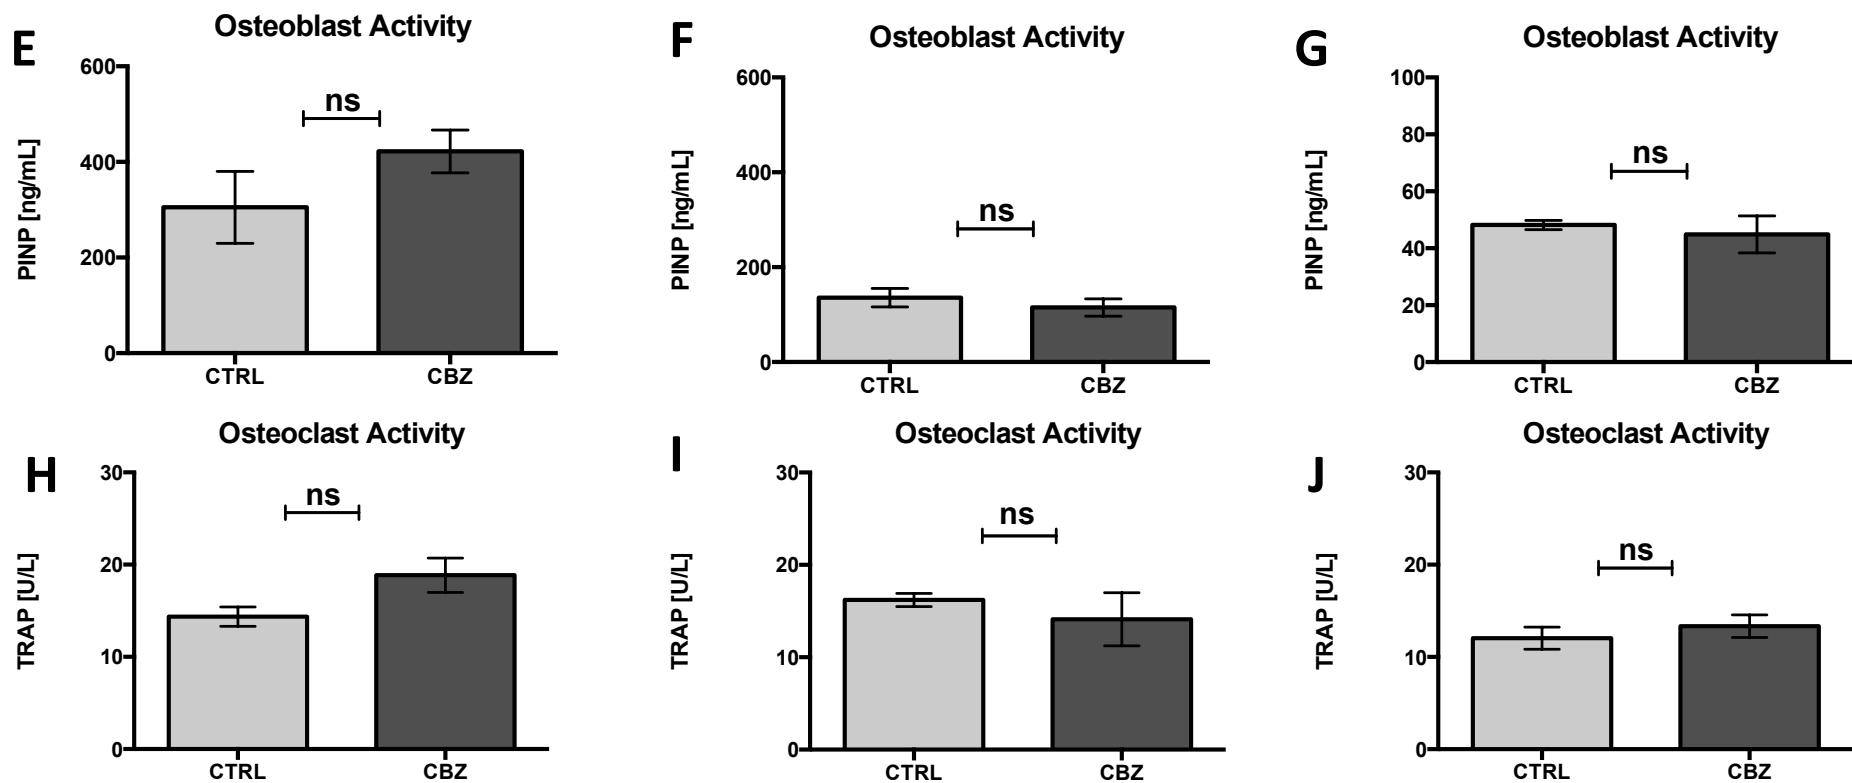 E
Osteoblast Activity
PINP [ng/mL]
600
400
200
0
ns
CTRL
CBZ
F
Osteoblast Activity
PINP [ng/mL]
600
400
200
0
ns
CTRL
CBZ
G
Osteoblast Activity
PINP [ng/mL]
100
80
60
40
20
0
ns
CTRL
CBZ
H
Osteoclast Activity
TRAP [U/L]
30
20
10
0
ns
CTRL
CBZ
I
Osteoclast Activity
TRAP [U/L]
30
20
10
0
ns
CTRL
CBZ
J
Osteoclast Activity
TRAP [U/L]
30
20
10
0
ns
CTRL
CBZ